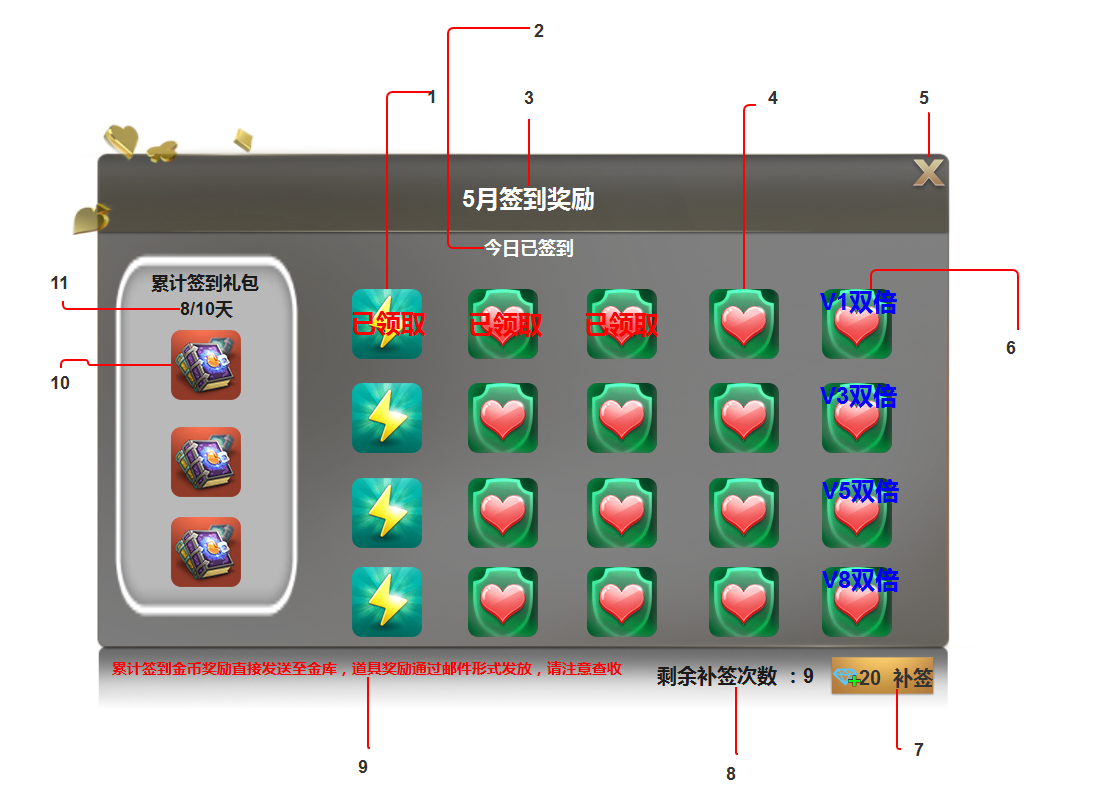 2
1
3
4
5
5月签到奖励
今日已签到
11
累计签到礼包
8/10天
已领取
已领取
已领取
V1双倍
6
10
V3双倍
V5双倍
V8双倍
累计签到金币奖励直接发送至金库，道具奖励通过邮件形式发放，请注意查收
剩余补签次数 ：9
+20 补签
7
9
8